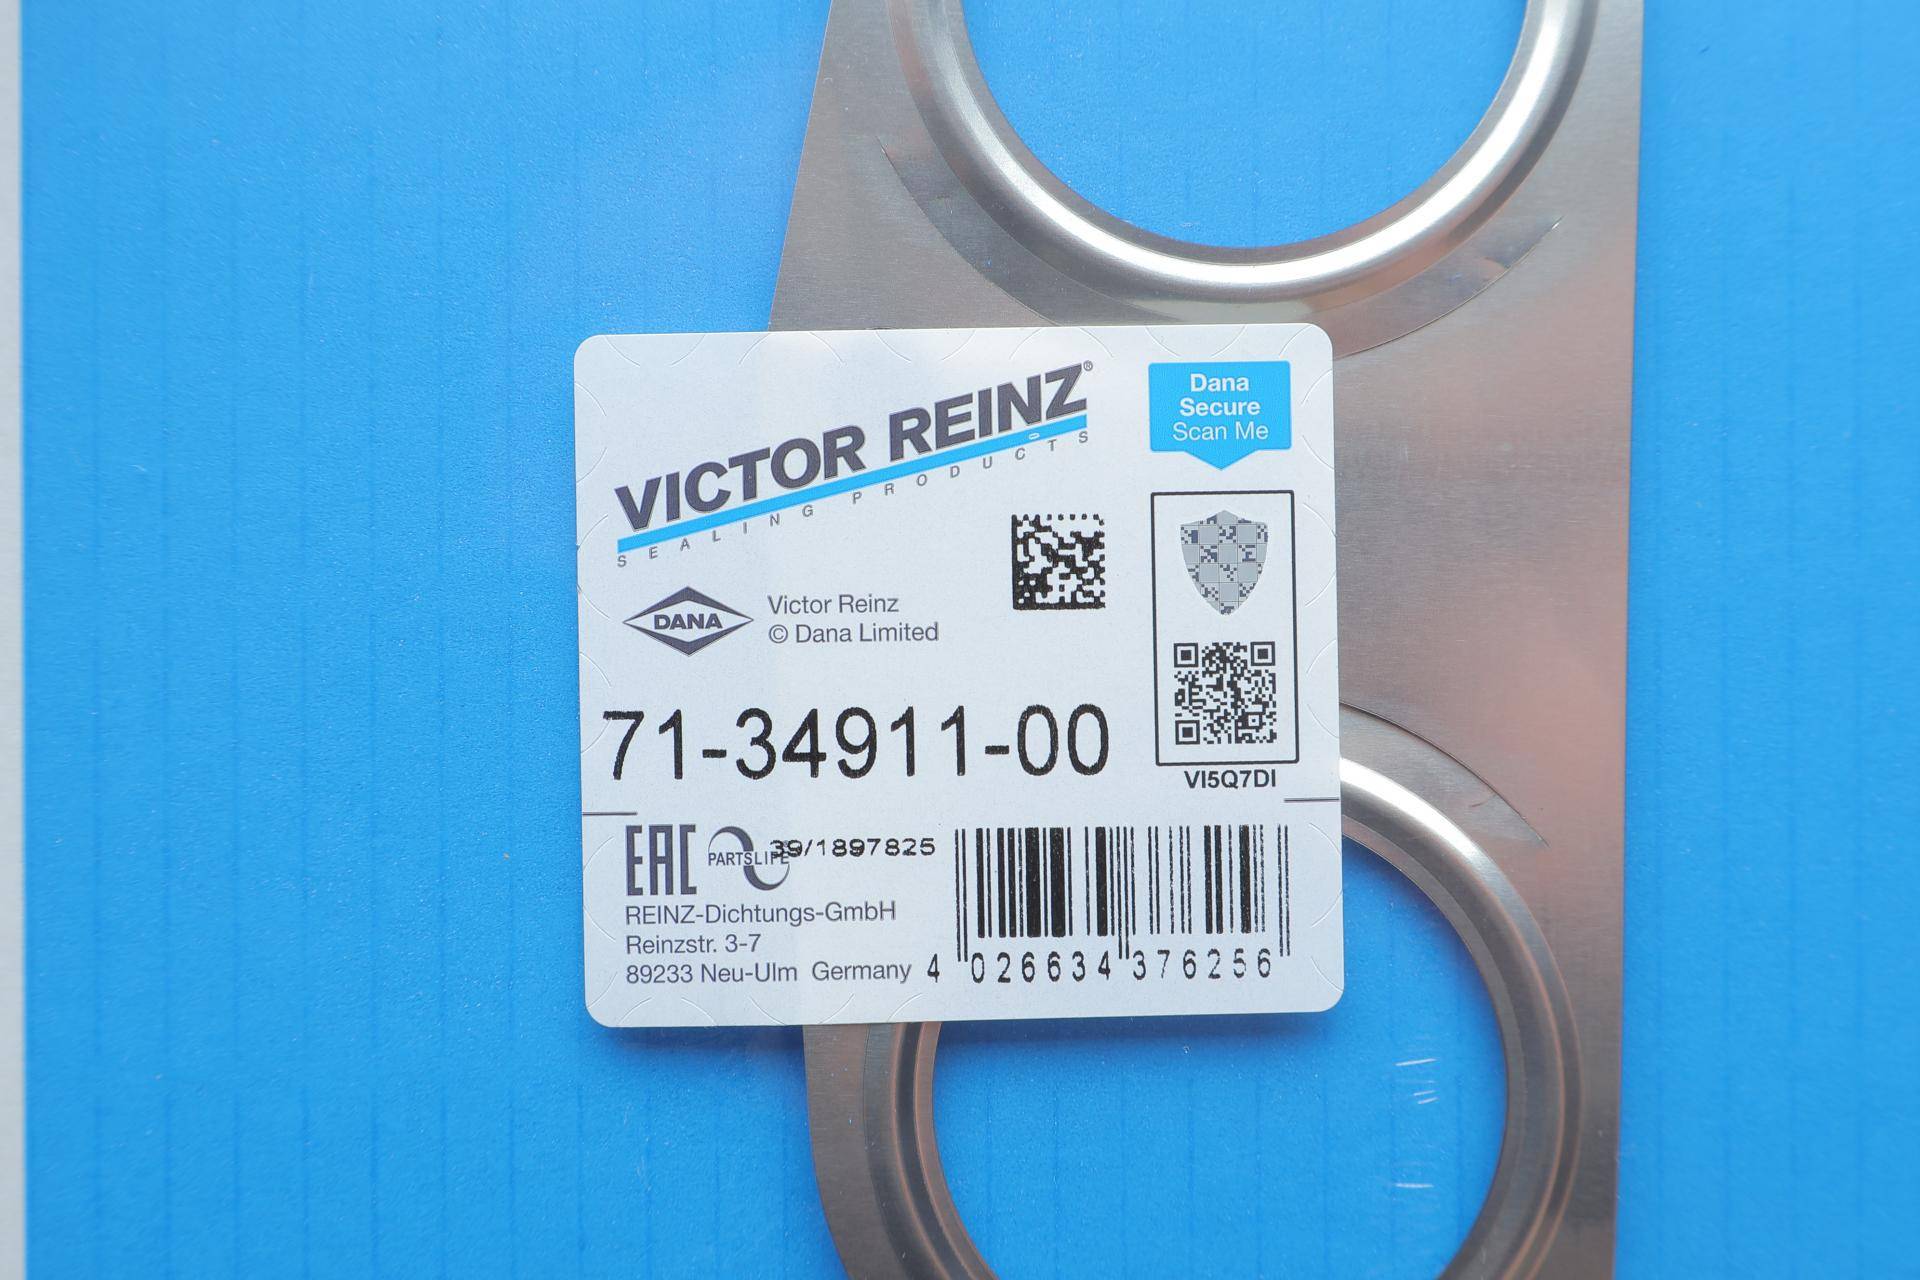 VICTOR REINZ®
SEALING PRODUCTS
Dana
Secure
Scan Me
DANA
Victor Reinz
© Dana Limited
71-34911-00
VI5Q7DI
EAC
PARTSLIFE
39/1897825
REINZ-Dichtungs-GmbH
Reinzstr. 3-7
89233 Neu-Ulm Germany
4 026634 376256